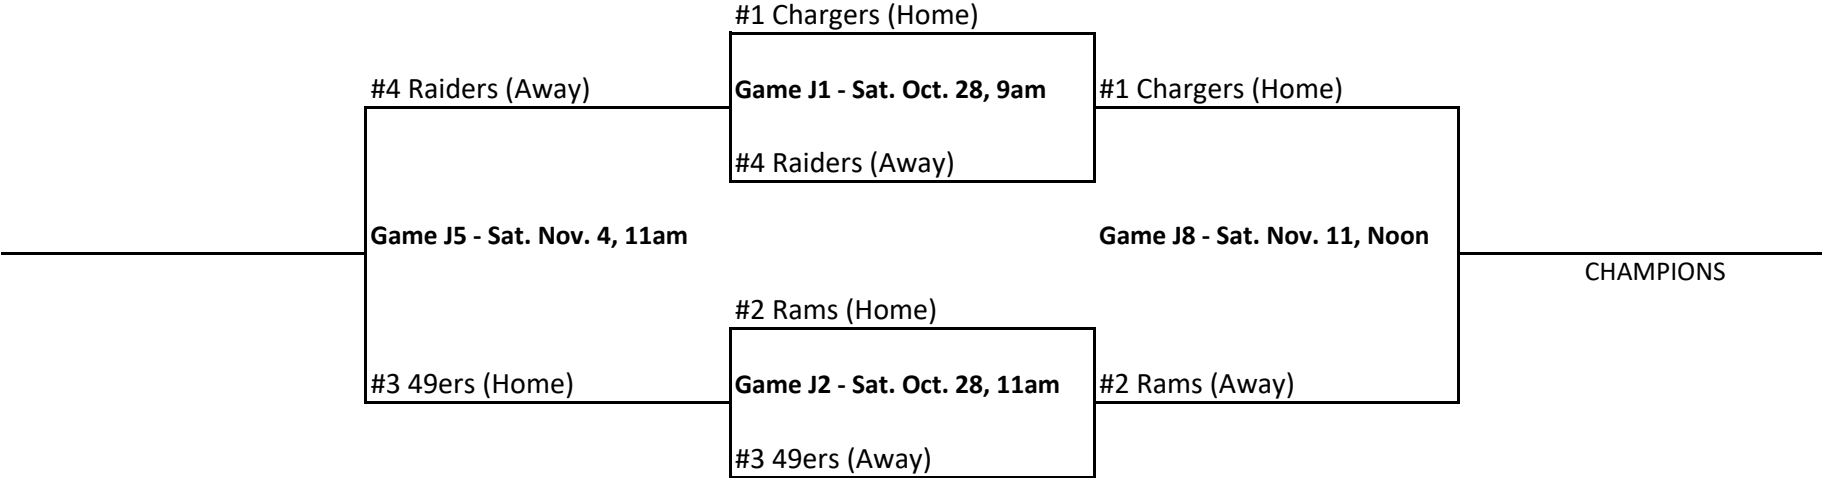 #1 Chargers (Home)
#4 Raiders (Away)
Game J1 - Sat. Oct. 28, 9am
#1 Chargers (Home)
#4 Raiders (Away)
Game J5 - Sat. Nov. 4, 11am
Game J8 - Sat. Nov. 11, Noon
CHAMPIONS
#2 Rams (Home)
#3 49ers (Home)
Game J2 - Sat. Oct. 28, 11am
#2 Rams (Away)
#3 49ers (Away)